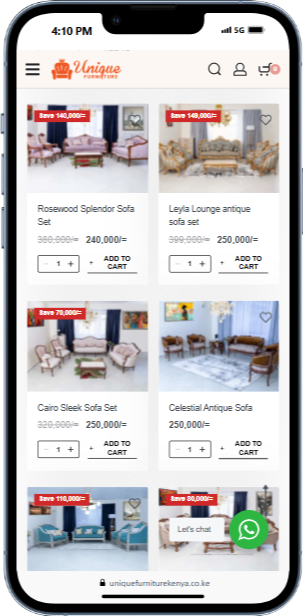 4:10 PM
5G
Unique
FURNITURE
0
Save 140,000/=
Save 149,000/=
Rosewood Splendor Sofa
Set
380,000/= 240,000/=
- 1 + + ADD TO
CART
Leyla Lounge antique
sofa set
399,000/= 250,000/=
- 1 + + ADD TO
CART
Save 70,000/=
Cairo Sleek Sofa Set
320,000/= 250,000/=
- 1 + + ADD TO
CART
Celestial Antique Sofa
250,000/=
- 1 + + ADD TO
CART
Save 110,000/=
Save 80,000/=
Let's chat
uniquefurniturekenya.co.ke